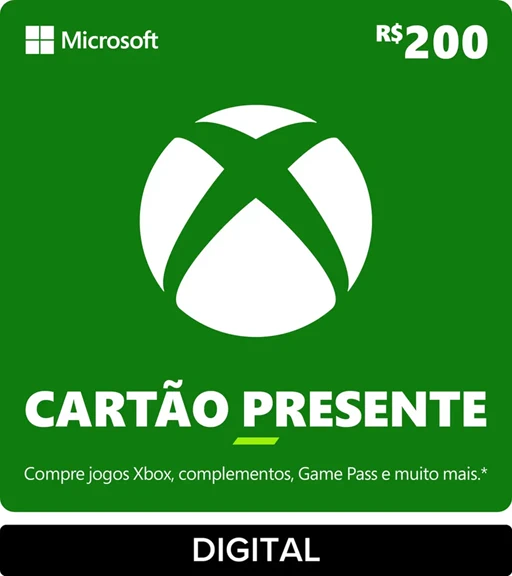 Microsoft
R$200
CARTÃO PRESENTE
Compre jogos Xbox, complementos, Game Pass e muito mais.*
DIGITAL